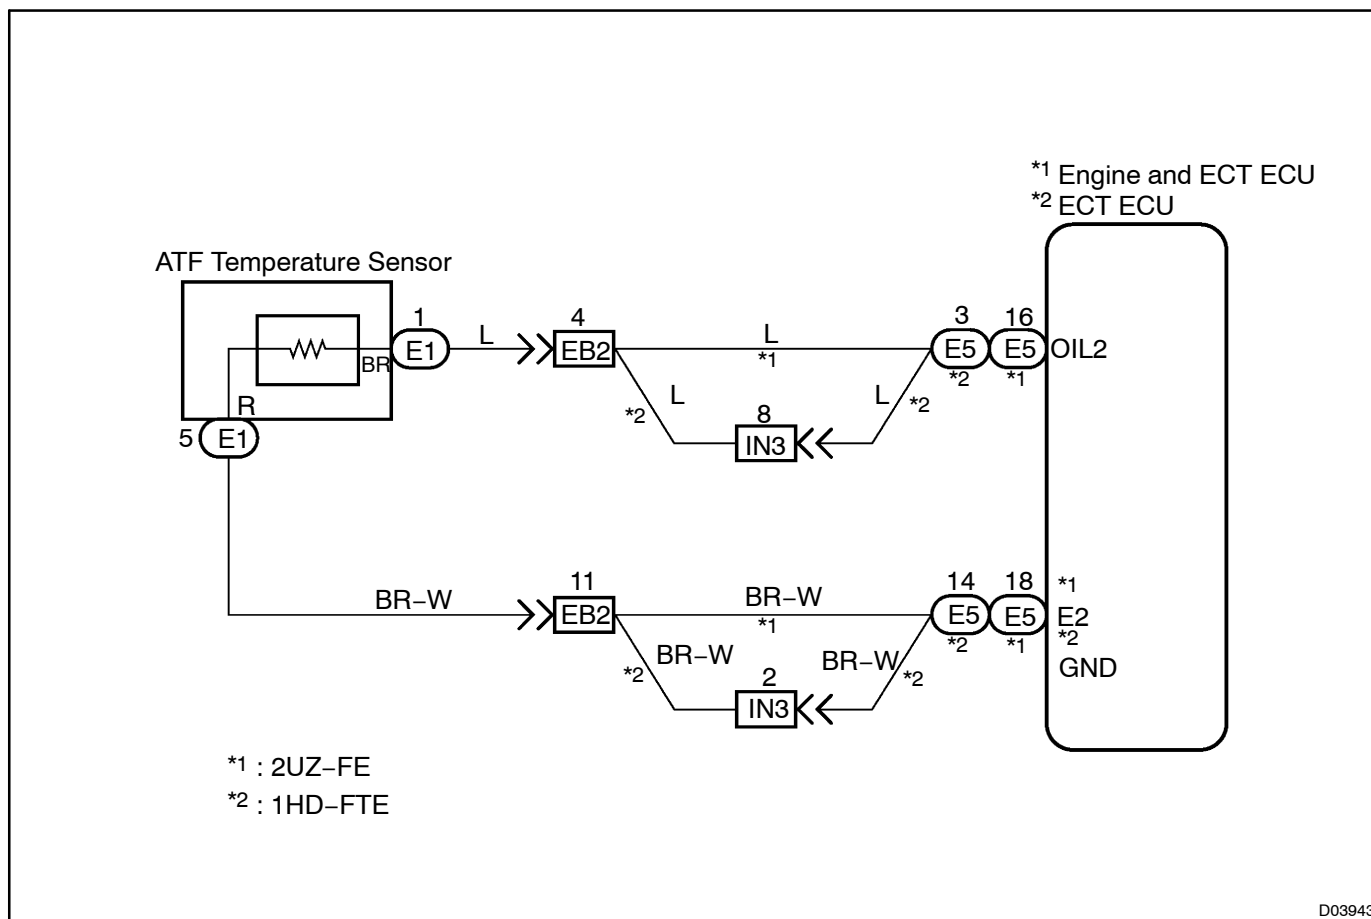 *1 Engine and ECT ECU
*2 ECT ECU
ATF Temperature Sensor
1
4
3
16
L
L
E1
EB2
*1
E5
E5
OIL2
BR
*2
*1
L
L
*2
*2
R
8
5
E1
IN3
11
14
18
*1
BR−W
BR−W
EB2
*1
E5
E5
E2
*2
*1
*2
BR−W
BR−W
*2
*2
GND
2
IN3
*1 : 2UZ−FE
*2 : 1HD−FTE
D03943